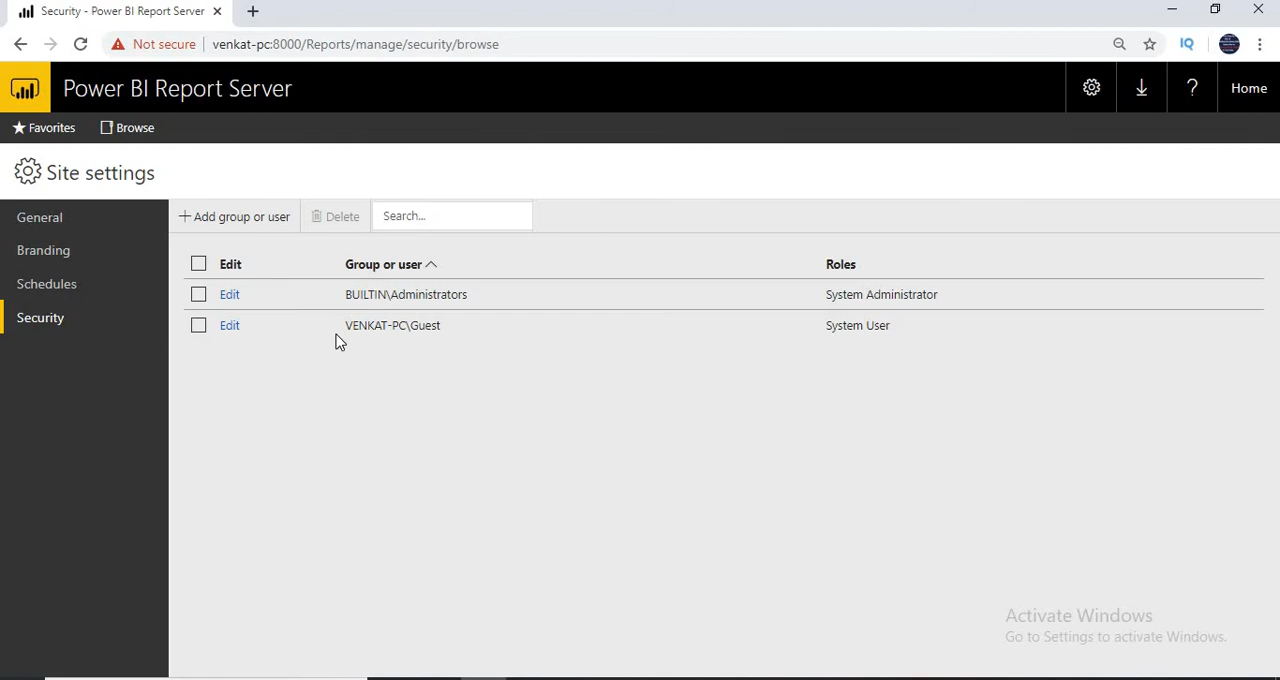 Security - Power BI Report Server
Not secure
venkat-pc:8000/Reports/manage/security/browse
IQ
Power BI Report Server
?
Home
Favorites
Browse
Site settings
General
Branding
Schedules
Security
Add group or user
Delete
Search...
Edit Group or user Roles
Edit BUILTIN\Administrators System Administrator
Edit VENKAT-PC\Guest System User
Activate Windows
Go to Settings to activate Windows.